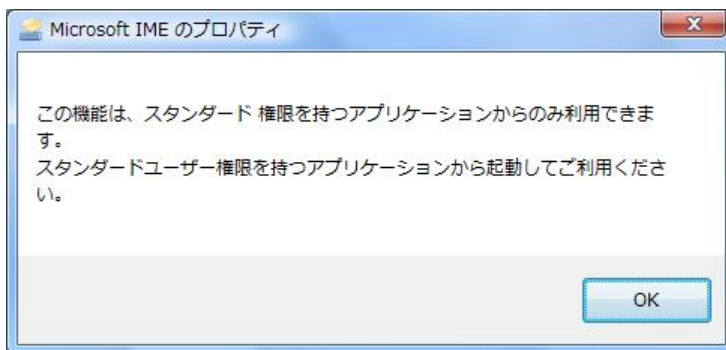 Microsoft IME のプロパティ
この機能は、スタンダード 権限を持つアプリケーションからのみ利用できま
す。
スタンダードユーザー権限を持つアプリケーションから起動してご利用くださ
い。
OK